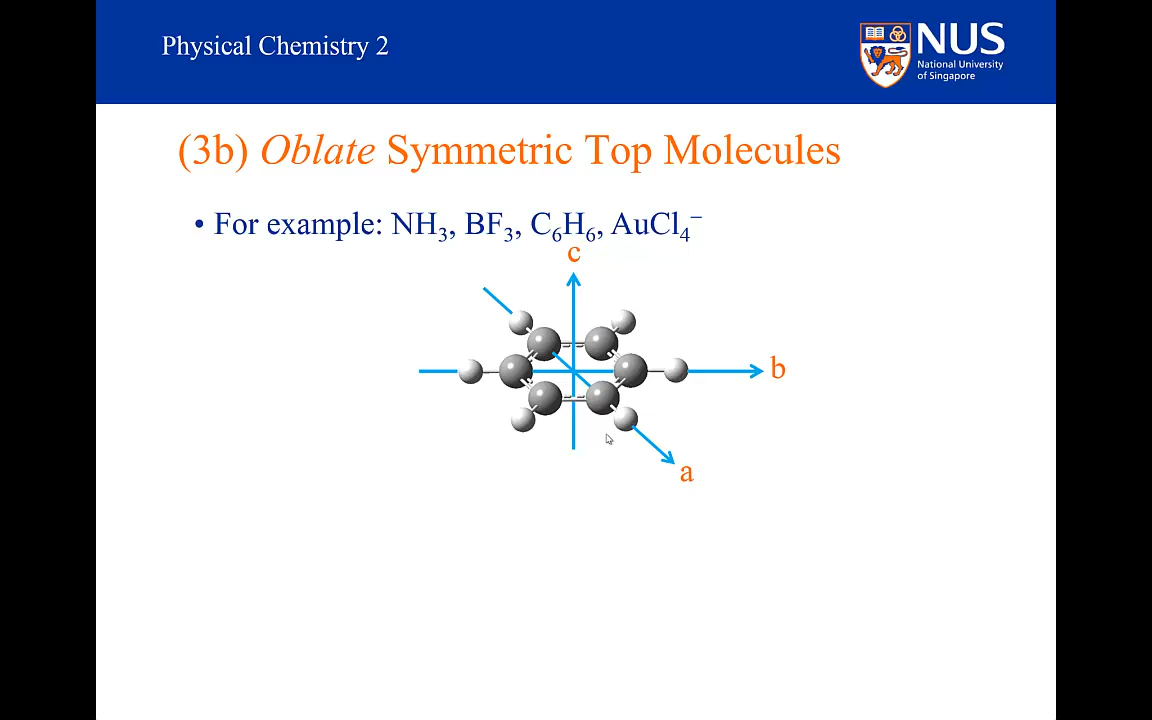 Physical Chemistry 2
NUS
National University
of Singapore
(3b) Oblate Symmetric Top Molecules
• For example: NH₃, BF₃, C₆H₆, AuCl₄⁻
c
b
a